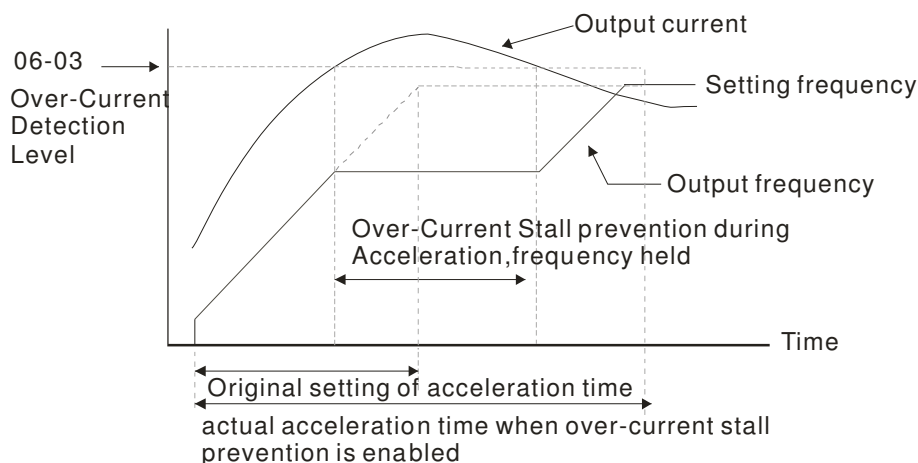 Output current
06-03
Over-Current
Detection
Level
Setting frequency
Output frequency
Over-Current Stall prevention during
Acceleration,frequency held
Time
Original setting of acceleration time
actual acceleration time when over-current stall
prevention is enabled